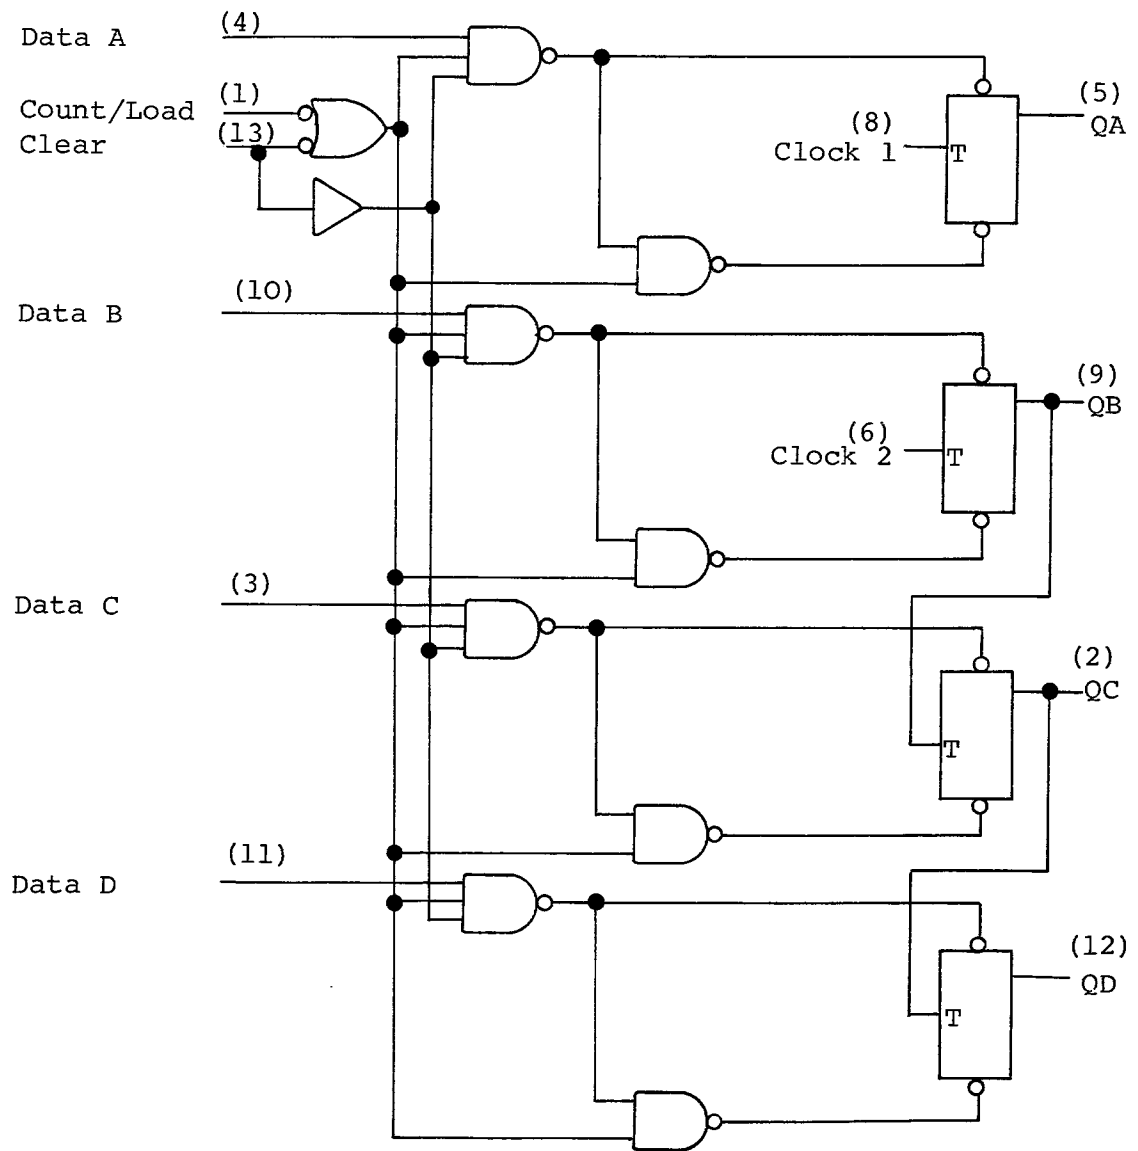 (4)
Data A
(1)
Count/Load
(13)
Clear
(5)
QA
(8)
Clock 1
T
(10)
Data B
(9)
QB
(6)
Clock 2
T
(3)
Data C
(2)
QC
T
(11)
Data D
(12)
QD
T